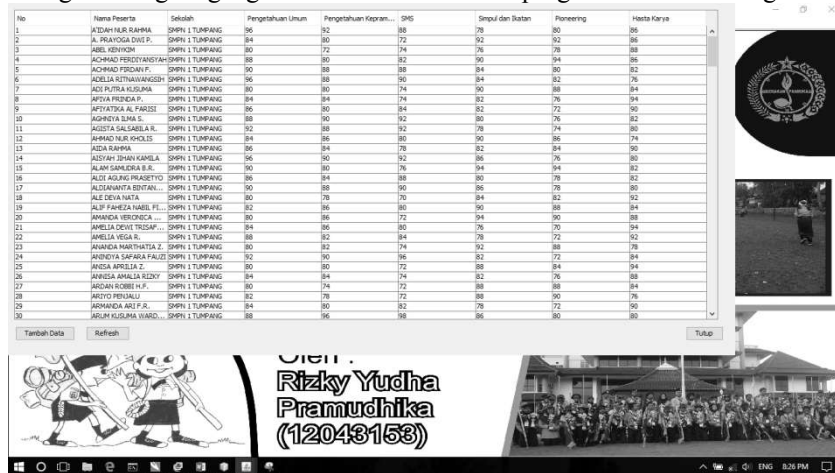 No Nama Peserta Sekolah Pengetahuan Umum Pengetahuan Kepram... SMS Simpul dan Ikatan Pioneering Hasta Karya
1 A'IDAH NUR RAHMA SMPN 1 TUMPANG 96 92 88 78 80 86
2 A. PRAYOGA DWI P. SMPN 1 TUMPANG 84 80 72 92 92 86
3 ABEL KENYKIM SMPN 1 TUMPANG 80 72 74 76 78 88
4 ACHMAD FERDIYANSYAH SMPN 1 TUMPANG 88 80 82 90 94 86
5 ACHMAD FIRDAN F. SMPN 1 TUMPANG 90 88 88 84 80 82
6 ADELIA RITNAWANGSIH SMPN 1 TUMPANG 96 88 90 84 82 76
7 ADI PUTRA KUSUMA SMPN 1 TUMPANG 80 80 74 90 88 84
8 AFIVA FRINDA P. SMPN 1 TUMPANG 84 84 74 82 76 94
9 AFIYATIKA AL FARISI SMPN 1 TUMPANG 86 80 84 82 72 90
10 AGHNIYA ILMA S. SMPN 1 TUMPANG 88 90 92 80 76 82
11 AGISTA SALSABILA R. SMPN 1 TUMPANG 92 88 92 78 74 80
12 AHMAD NUR KHOLIS SMPN 1 TUMPANG 84 86 80 90 86 74
13 AIDA RAHMA SMPN 1 TUMPANG 86 84 78 82 84 90
14 AISYAH JIHAN KAMILA SMPN 1 TUMPANG 96 90 92 86 76 80
15 ALAM SAMUDRA B.R. SMPN 1 TUMPANG 90 80 76 94 94 82
16 ALDI AGUNG PRASETYO SMPN 1 TUMPANG 86 84 88 80 78 82
17 ALDIANANTA BINTAN... SMPN 1 TUMPANG 90 88 90 86 78 80
18 ALE DEVA NATA SMPN 1 TUMPANG 80 78 70 84 82 92
19 ALIF FAHEZA NABIL FI... SMPN 1 TUMPANG 82 86 80 90 88 84
20 AMANDA VERONICA ... SMPN 1 TUMPANG 80 86 72 94 90 88
21 AMELIA DEWI TRISAF... SMPN 1 TUMPANG 84 86 80 76 70 94
22 AMELIA VEGA R. SMPN 1 TUMPANG 88 82 84 78 72 92
23 ANANDA MARTHATIA Z. SMPN 1 TUMPANG 80 82 74 92 88 78
24 ANINDYA SAFARA FAUZI SMPN 1 TUMPANG 92 90 96 82 72 84
25 ANISA APRILIA Z. SMPN 1 TUMPANG 80 80 72 88 84 94
26 ANNISA AMALIA RIZKY SMPN 1 TUMPANG 84 84 74 82 76 88
27 ARDAN ROBBI H.F. SMPN 1 TUMPANG 80 74 72 88 88 84
28 ARIYO PENJALU SMPN 1 TUMPANG 82 78 72 88 90 76
29 ARMANDA ARI F.R. SMPN 1 TUMPANG 84 80 82 78 72 90
30 ARUM KUSUMA WARD... SMPN 1 TUMPANG 88 96 98 86 80 80
Tambah Data Refresh Tutup
Oleh :
Rizky Yudha
Pramudhika
(12043153)
ENG 8:26 PM